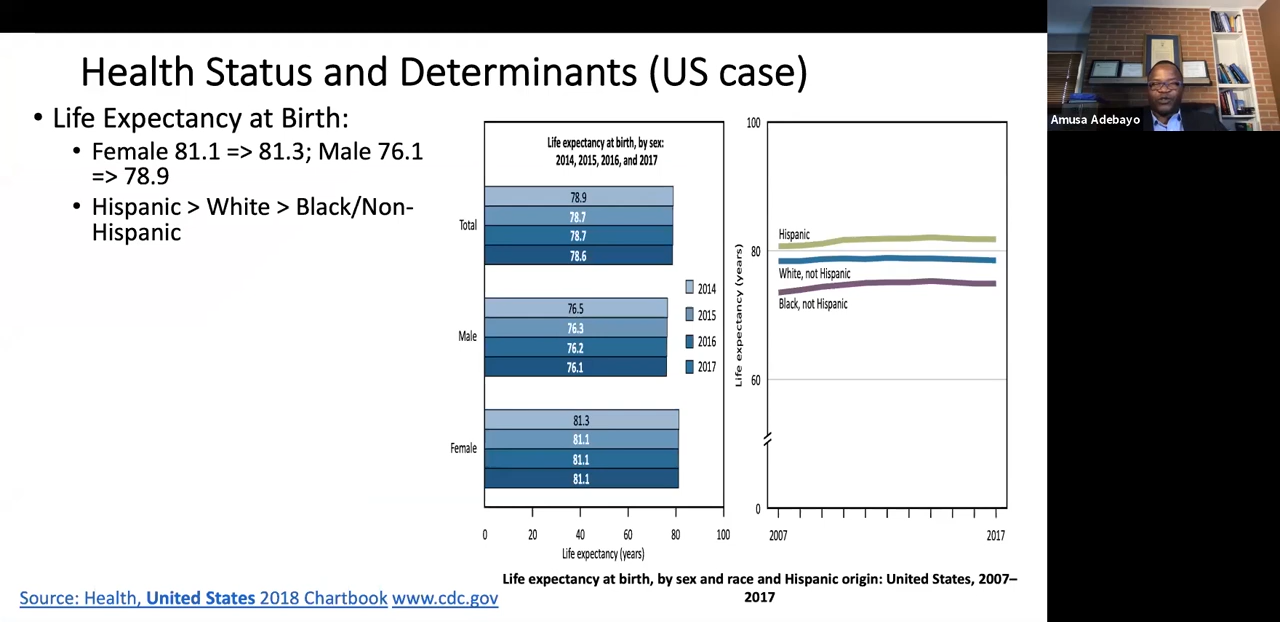 Health Status and Determinants (US case)
• Life Expectancy at Birth:
• Female 81.1 => 81.3; Male 76.1
=> 78.9
• Hispanic > White > Black/Non-
Hispanic
Life expectancy at birth, by sex:
2014, 2015, 2016, and 2017
Total
78.9
78.7
78.7
78.6
Male
76.5
76.3
76.2
76.1
Female
81.3
81.1
81.1
81.1
2014
2015
2016
2017
0 20 40 60 80 100
Life expectancy (years)
100
80
60
0
Life expectancy (years)
Hispanic
White, not Hispanic
Black, not Hispanic
2007 2017
Life expectancy at birth, by sex and race and Hispanic origin: United States, 2007–
2017
Source: Health, United States 2018 Chartbook www.cdc.gov
Amusa Adebayo